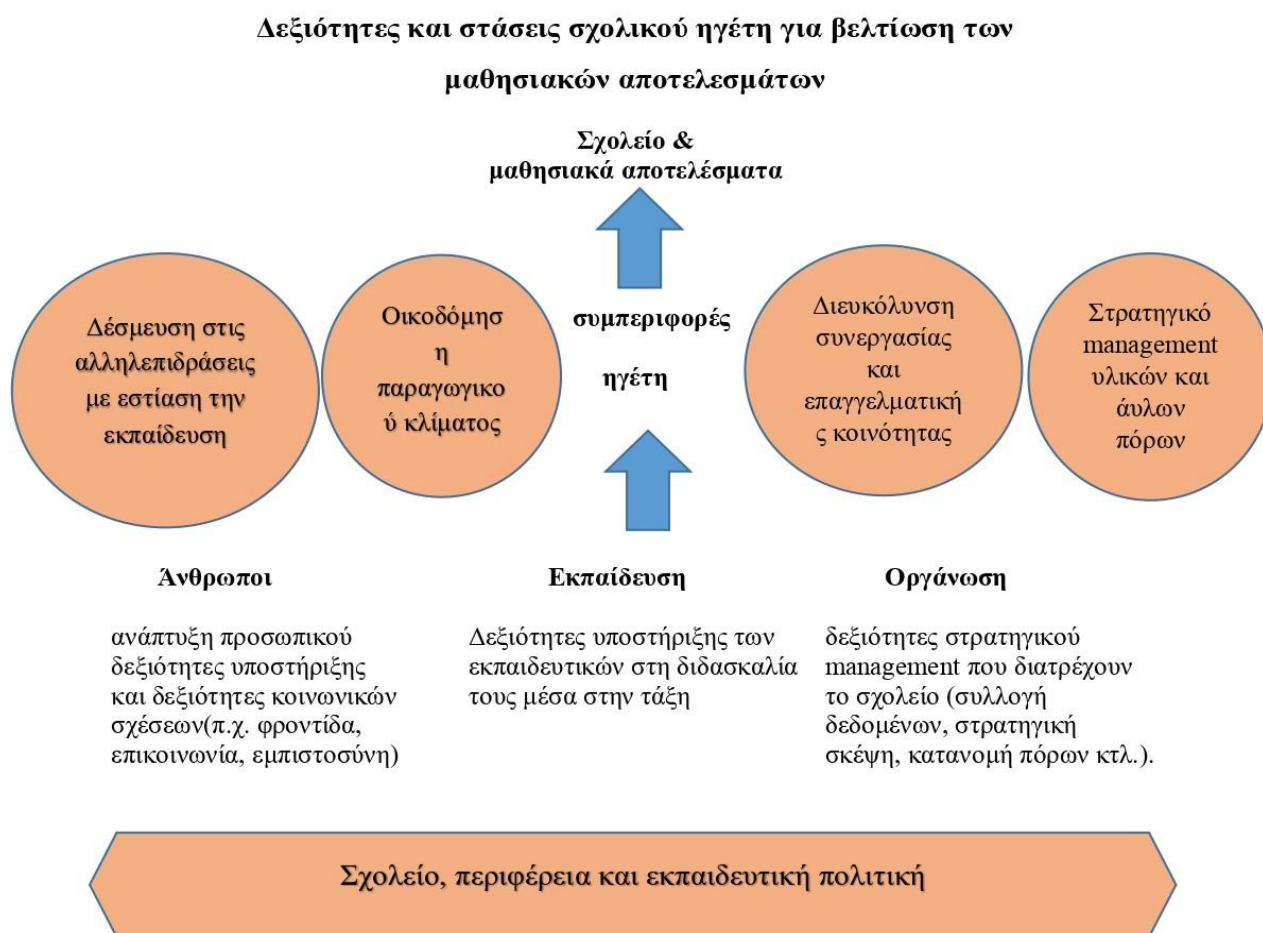 Δεξιότητες και στάσεις σχολικού ηγέτη για βελτίωση των
μαθησιακών αποτελεσμάτων
Σχολείο &
μαθησιακά αποτελέσματα
Δέσμευση στις
αλληλεπιδράσεις
με εστίαση την
εκπαίδευση
Οικοδόμησ
η
παραγωγικο
ύ κλίματος
συμπεριφορές
ηγέτη
Διευκόλυνση
συνεργασίας
και
επαγγελματική
ς κοινότητας
Στρατηγικό
management
υλικών και
άυλων
πόρων
Άνθρωποι
ανάπτυξη προσωπικού
δεξιότητες υποστήριξης
και δεξιότητες κοινωνικών
σχέσεων(π.χ. φροντίδα,
επικοινωνία, εμπιστοσύνη)
Εκπαίδευση
Δεξιότητες υποστήριξης των
εκπαιδευτικών στη διδασκαλία
τους μέσα στην τάξη
Οργάνωση
δεξιότητες στρατηγικού
management που διατρέχουν
το σχολείο (συλλογή
δεδομένων, στρατηγική
σκέψη, κατανομή πόρων κτλ.).
Σχολείο, περιφέρεια και εκπαιδευτική πολιτική